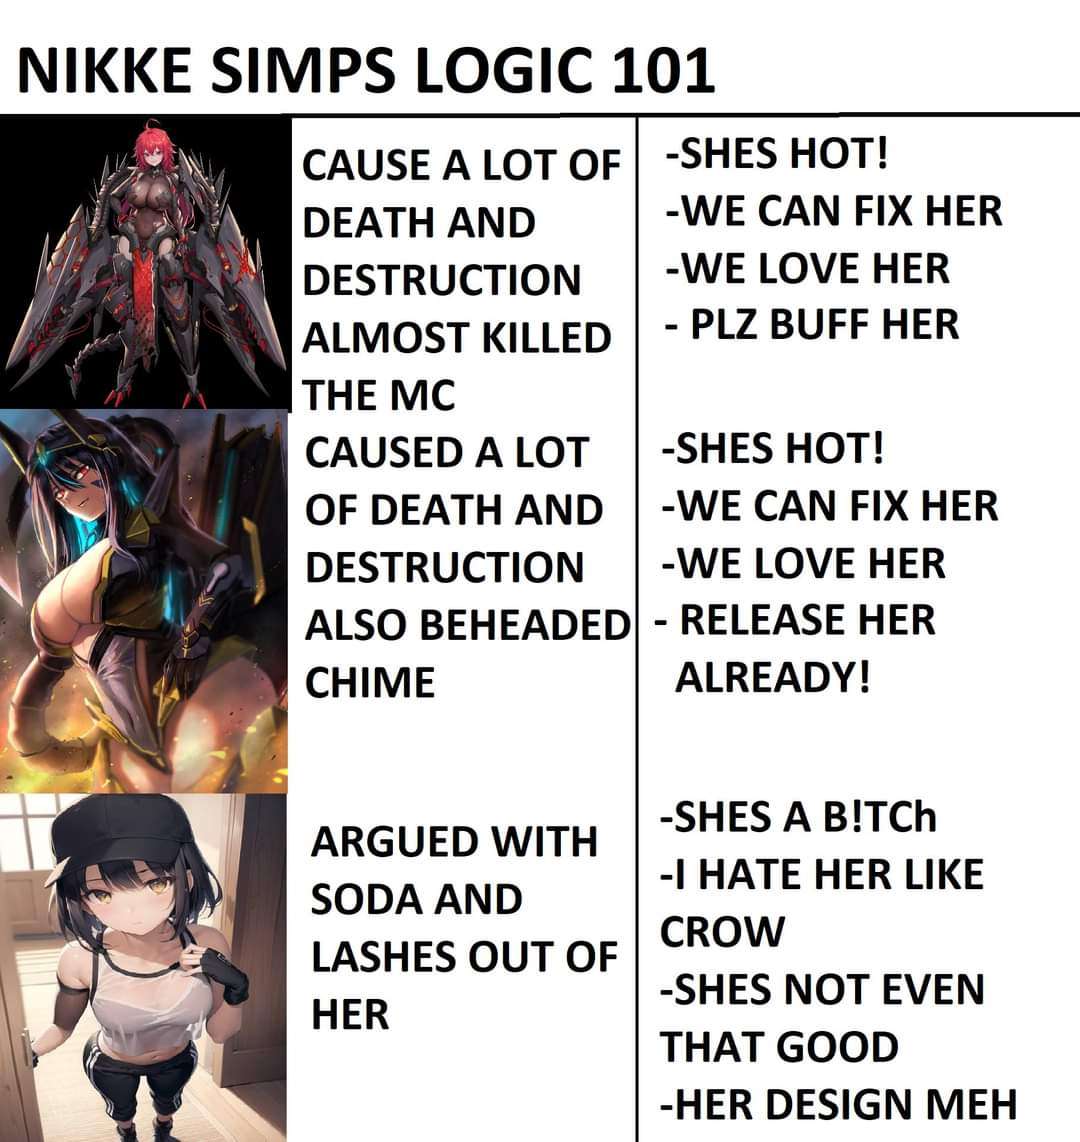 NIKKE SIMPS LOGIC 101
CAUSE A LOT OF
DEATH AND
DESTRUCTION
ALMOST KILLED
THE MC
-SHES HOT!
-WE CAN FIX HER
-WE LOVE HER
- PLZ BUFF HER
CAUSED A LOT
OF DEATH AND
DESTRUCTION
ALSO BEHEADED
CHIME
-SHES HOT!
-WE CAN FIX HER
-WE LOVE HER
- RELEASE HER
ALREADY!
ARGUED WITH
SODA AND
LASHES OUT OF
HER
-SHES A B!TCh
-I HATE HER LIKE
CROW
-SHES NOT EVEN
THAT GOOD
-HER DESIGN MEH